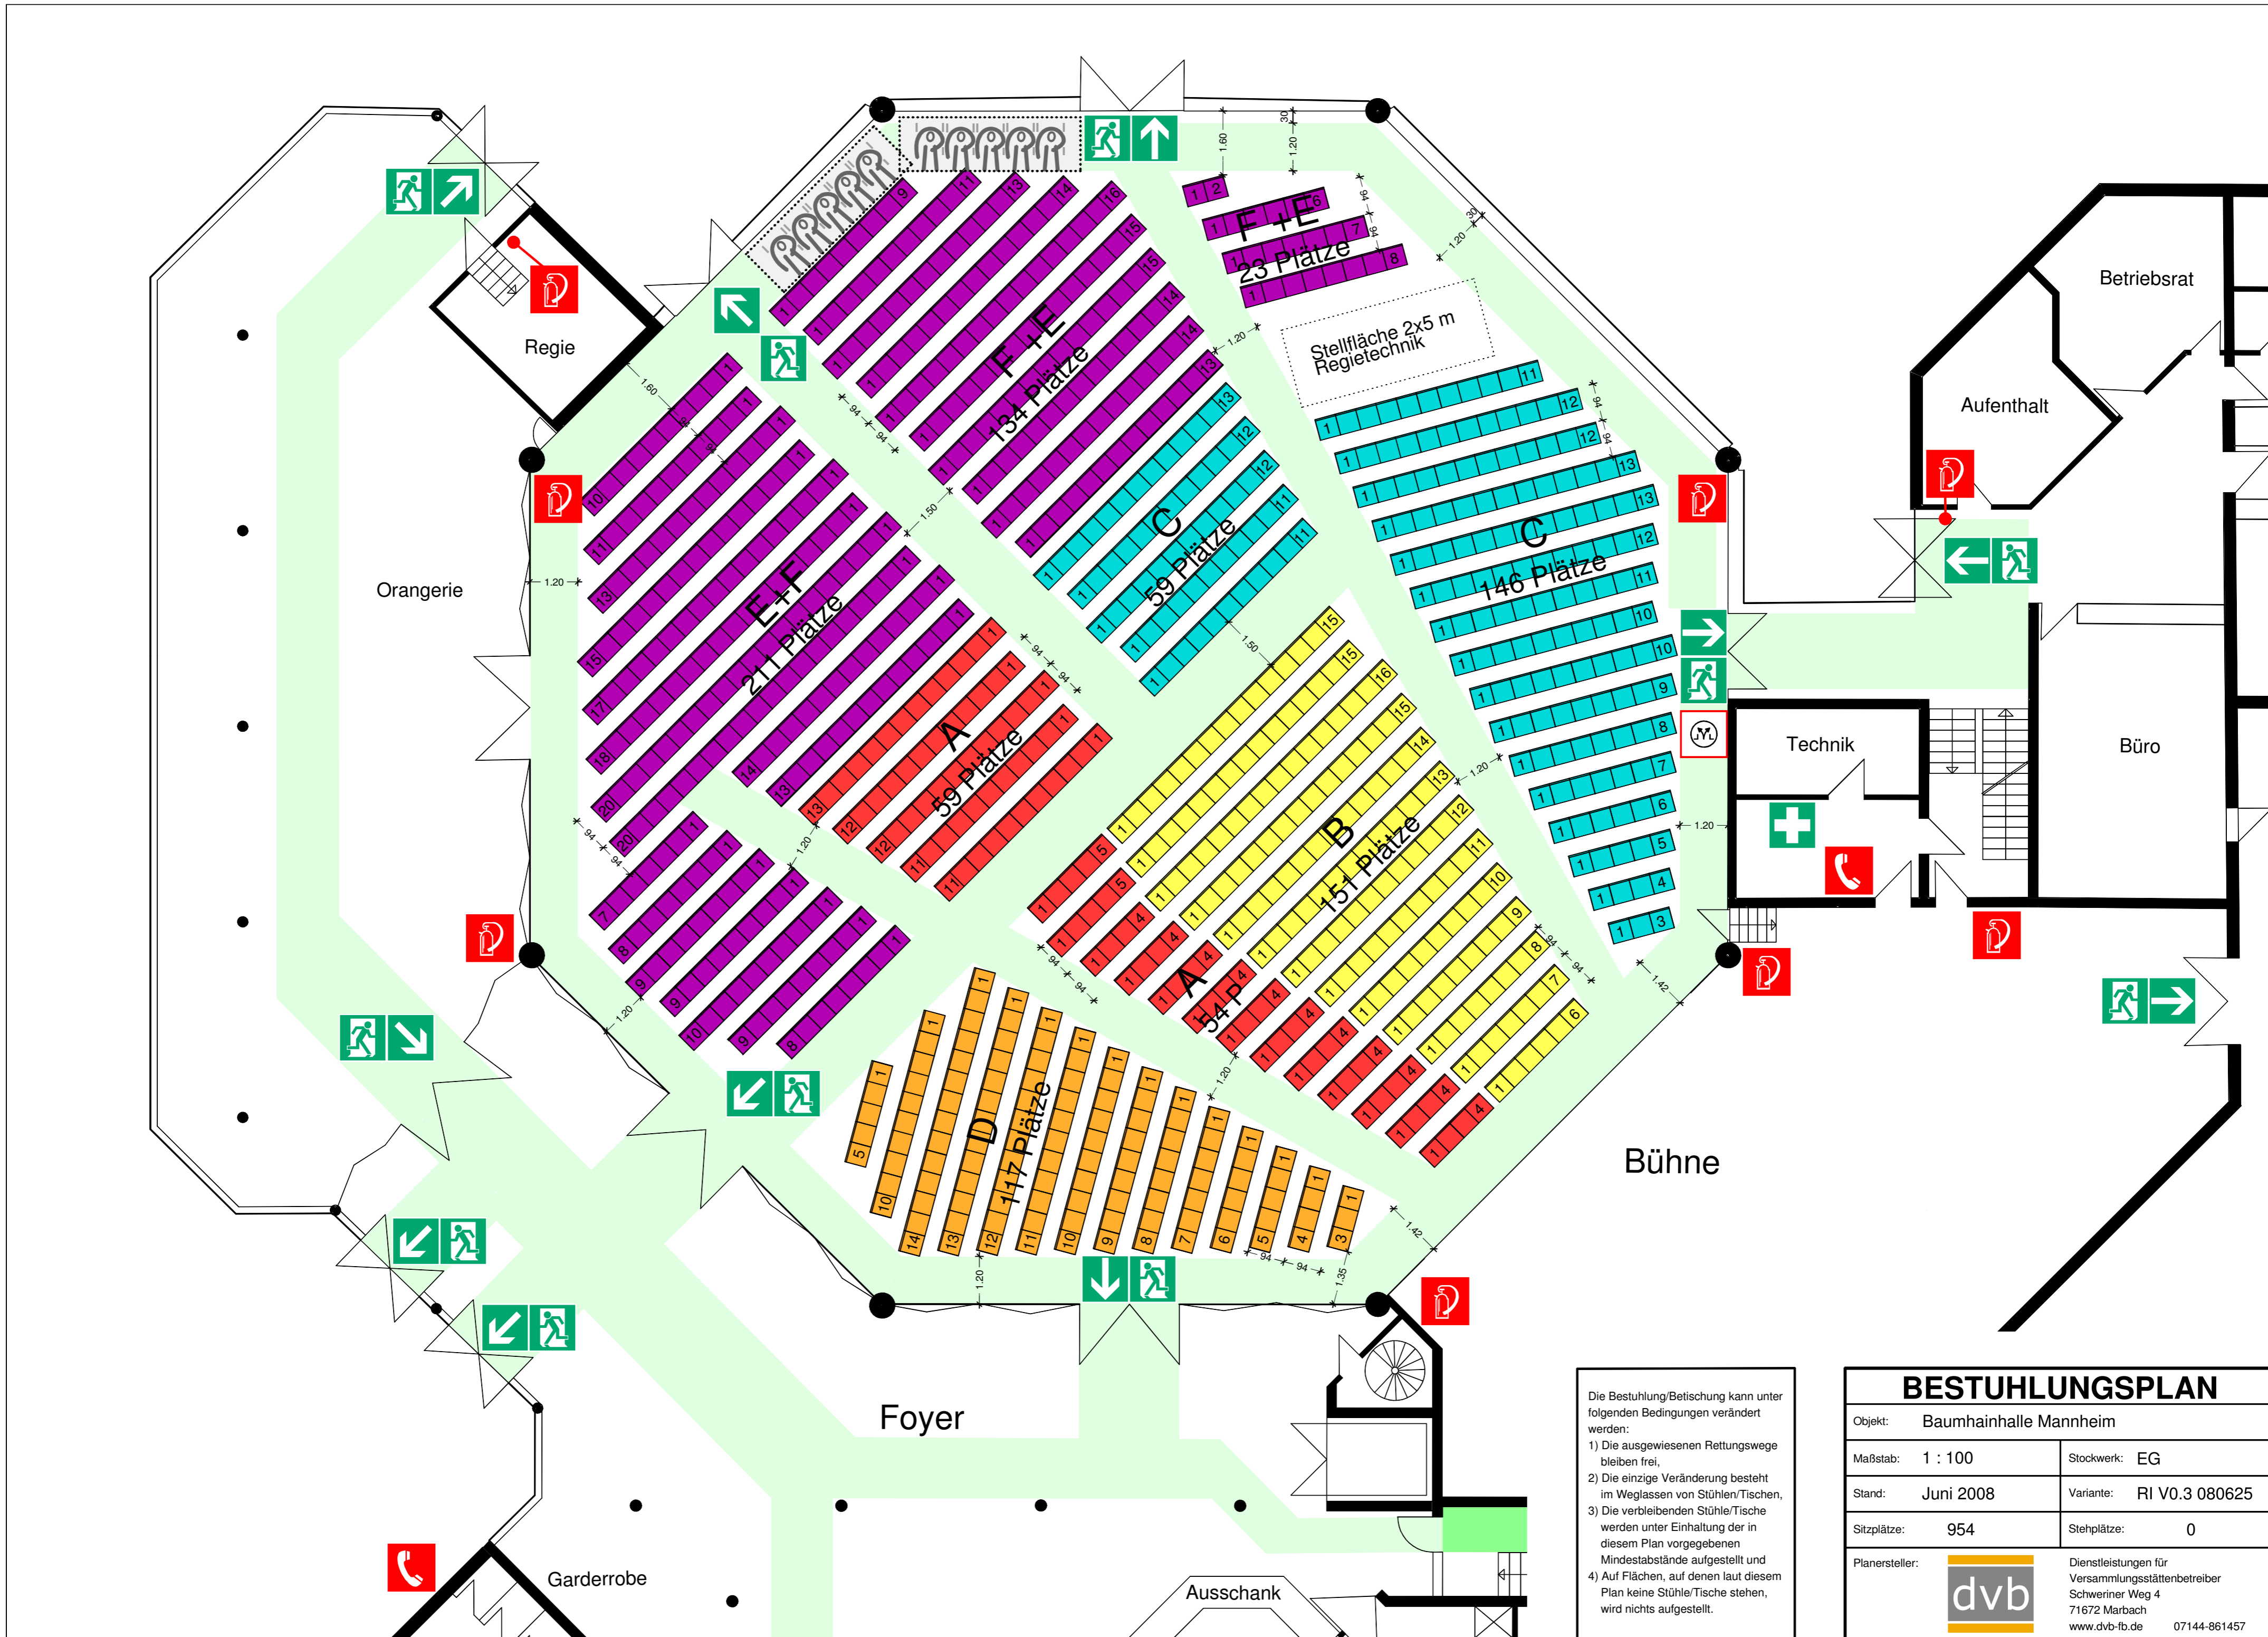 Regie
Orangerie
F +E
23 Plätze
Stellfläche 2x5 m
Regietechnik
F +E
134 Plätze
C
59 Plätze
C
146 Plätze
E+F
211 Plätze
A
59 Plätze
B
151 Plätze
A
54 P
D
117 Plätze
Betriebsrat
Aufenthalt
Technik
Büro
Bühne
Foyer
Garderrobe
Ausschank
Die Bestuhlung/Betischung kann unter
folgenden Bedingungen verändert
werden:
1) Die ausgewiesenen Rettungswege
bleiben frei,
2) Die einzige Veränderung besteht
im Weglassen von Stühlen/Tischen,
3) Die verbleibenden Stühle/Tische
werden unter Einhaltung der in
diesem Plan vorgegebenen
Mindestabstände aufgestellt und
4) Auf Flächen, auf denen laut diesem
Plan keine Stühle/Tische stehen,
wird nichts aufgestellt.
BESTUHLUNGSPLAN
Objekt: Baumhainhalle Mannheim
Maßstab: 1 : 100 Stockwerk: EG
Stand: Juni 2008 Variante: RI V0.3 080625
Sitzplätze: 954 Stehplätze: 0
Planersteller:
dvb
Dienstleistungen für
Versammlungsstättenbetreiber
Schweriner Weg 4
71672 Marbach
www.dvb-fb.de 07144-861457